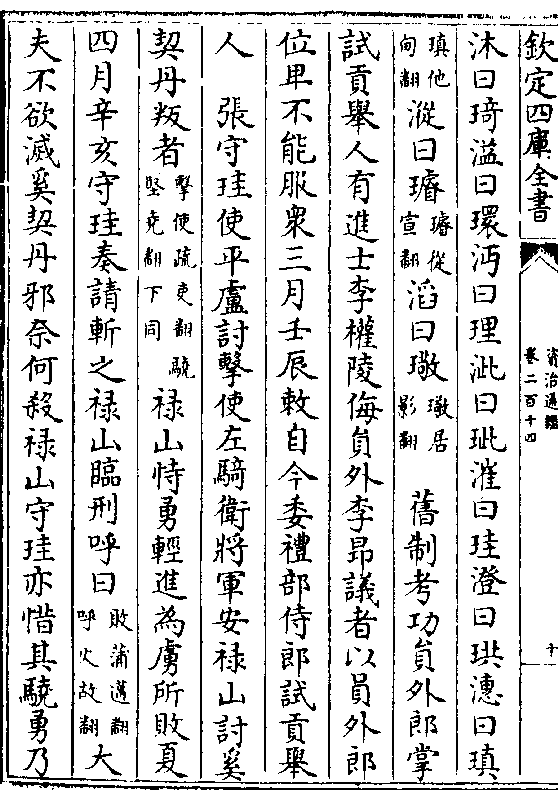 欽定四庫全書
資治通鑑
卷二百十四
十
沐曰琦溢曰環沔曰理泚曰玼漼曰珪澄曰珙漶曰瑱
瑱他
甸翻
漎曰璿
璿從
宣翻
滔曰璥
璥居
影翻
舊制考功員外郎掌
試貢舉人有進士李權陵侮員外李昂議者以員外郎
位卑不能服衆三月壬辰敕自今委禮部侍郎試貢舉
人 張守珪使平盧討擊使左驍衛將軍安禄山討奚
契丹叛者
擊使疏吏翻驍
堅堯翻下同
禄山恃勇輕進為虜所敗夏
四月辛亥守珪奏請斬之禄山臨刑呼曰
敗蒲邁翻
呼火故翻
大
夫不欲滅奚契丹邪奈何殺禄山守珪亦惜其驍勇乃